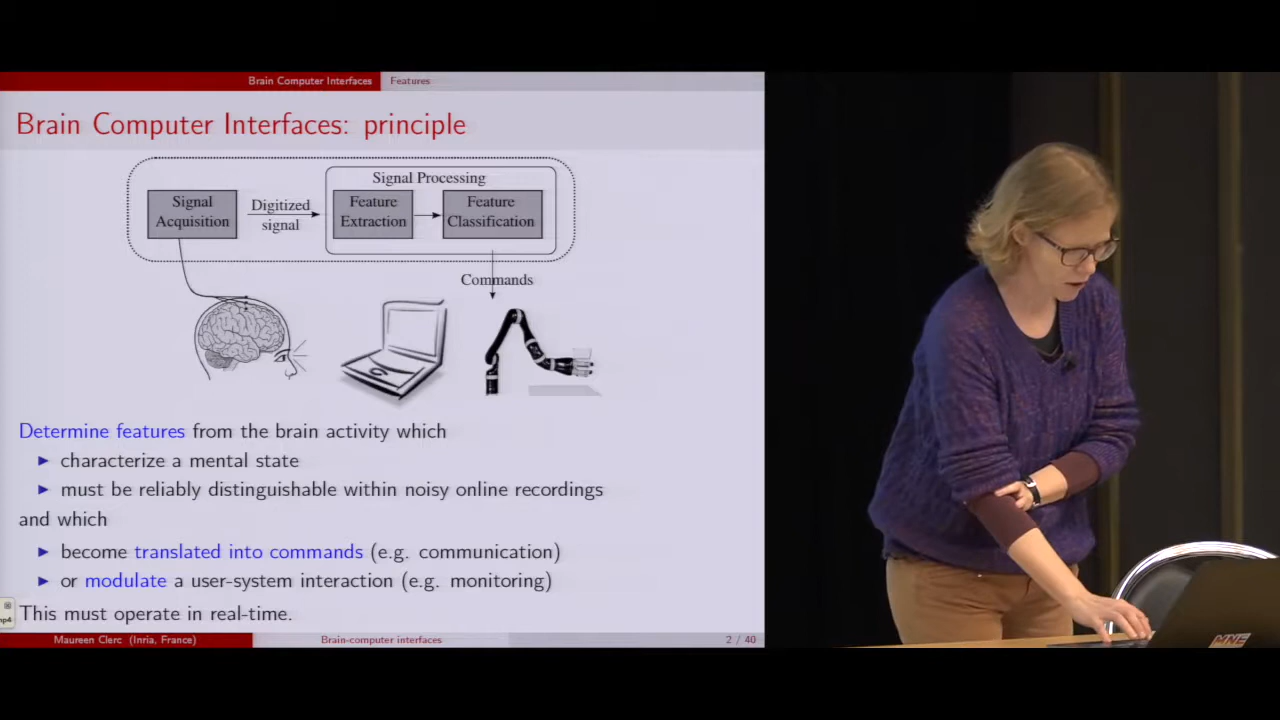 Brain Computer Interfaces
Features
Brain Computer Interfaces: principle
Signal Processing
Signal
Acquisition
Digitized
signal
Feature
Extraction
Feature
Classification
Commands
Determine features from the brain activity which
► characterize a mental state
► must be reliably distinguishable within noisy online recordings
and which
► become translated into commands (e.g. communication)
► or modulate a user-system interaction (e.g. monitoring)
This must operate in real-time.
mp4
Maureen Clerc (Inria, France)
Brain-computer interfaces
2 / 40
MNE